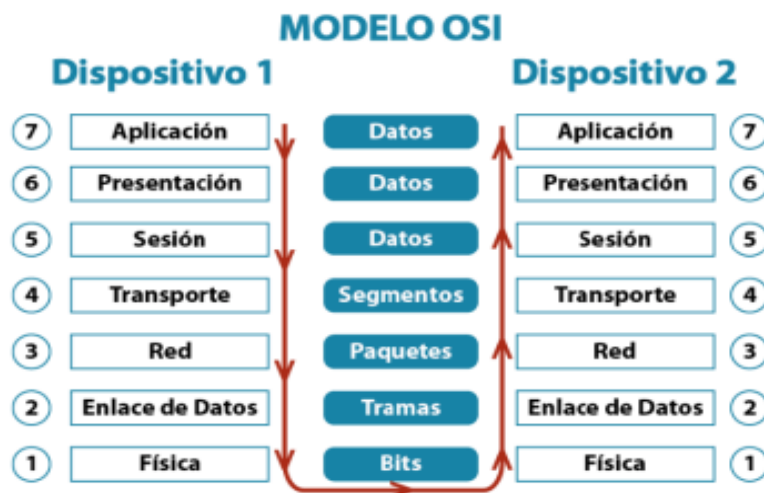 MODELO OSI
Dispositivo 1 Dispositivo 2
7 Aplicación Datos Aplicación 7
6 Presentación Datos Presentación 6
5 Sesión Datos Sesión 5
4 Transporte Segmentos Transporte 4
3 Red Paquetes Red 3
2 Enlace de Datos Tramas Enlace de Datos 2
1 Física Bits Física 1